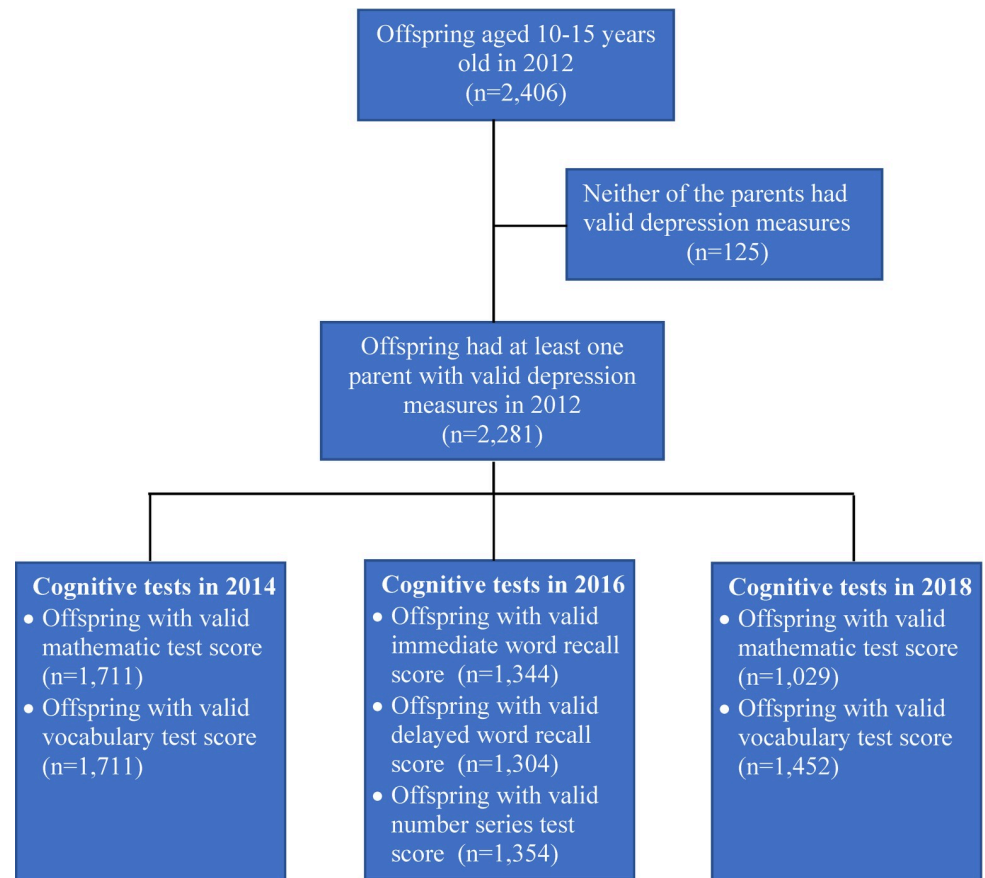 Offspring aged 10-15 years
old in 2012
(n=2,406)
Neither of the parents had
valid depression measures
(n=125)
Offspring had at least one
parent with valid depression
measures in 2012
(n=2,281)
Cognitive tests in 2014
• Offspring with valid
mathematic test score
(n=1,711)
• Offspring with valid
vocabulary test score
(n=1,711)
Cognitive tests in 2016
• Offspring with valid
immediate word recall
score (n=1,344)
• Offspring with valid
delayed word recall
score (n=1,304)
• Offspring with valid
number series test
score (n=1,354)
Cognitive tests in 2018
• Offspring with valid
mathematic test score
(n=1,029)
• Offspring with valid
vocabulary test score
(n=1,452)